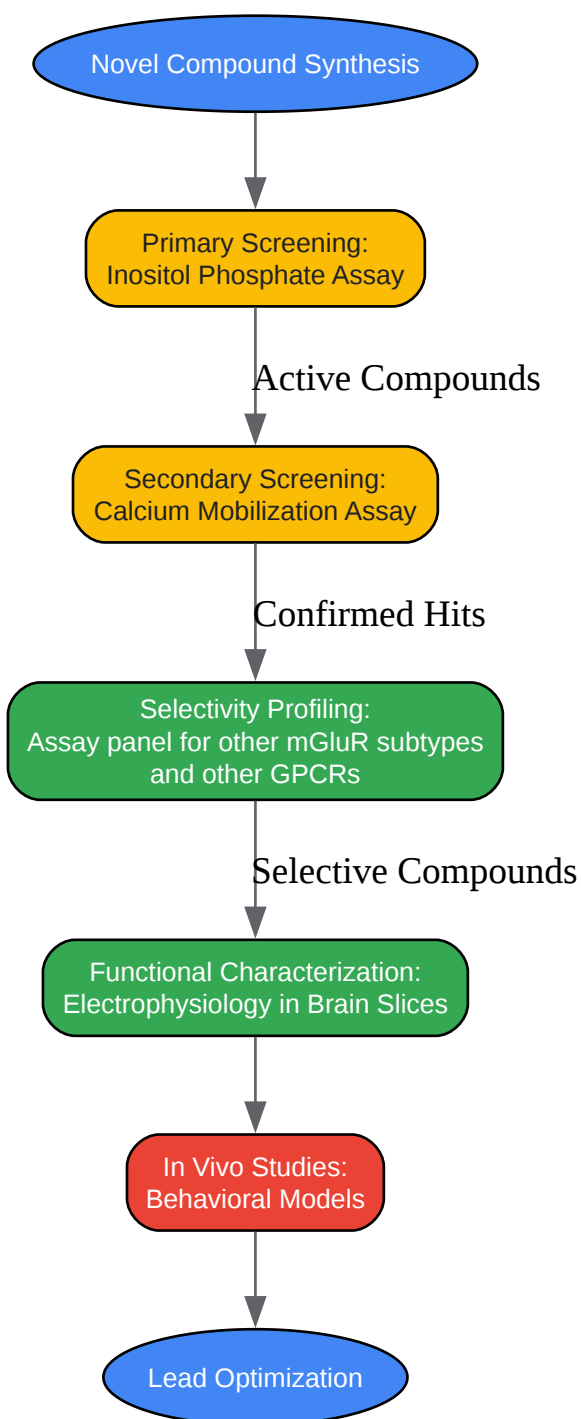 Novel Compound Synthesis
Primary Screening:
Inositol Phosphate Assay
Active Compounds
Secondary Screening:
Calcium Mobilization Assay
Confirmed Hits
Selectivity Profiling:
Assay panel for other mGluR subtypes
and other GPCRs
Selective Compounds
Functional Characterization:
Electrophysiology in Brain Slices
In Vivo Studies:
Behavioral Models
Lead Optimization